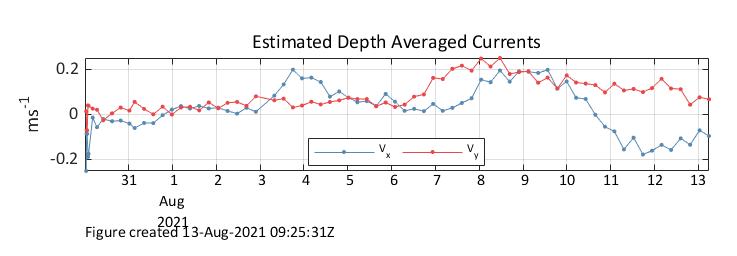 Estimated Depth Averaged Currents
0.2
0
-0.2
ms-1
Vx
Vy
31 1 2 3 4 5 6 7 8 9 10 11 12 13
Aug
2021
Figure created 13-Aug-2021 09:25:31Z